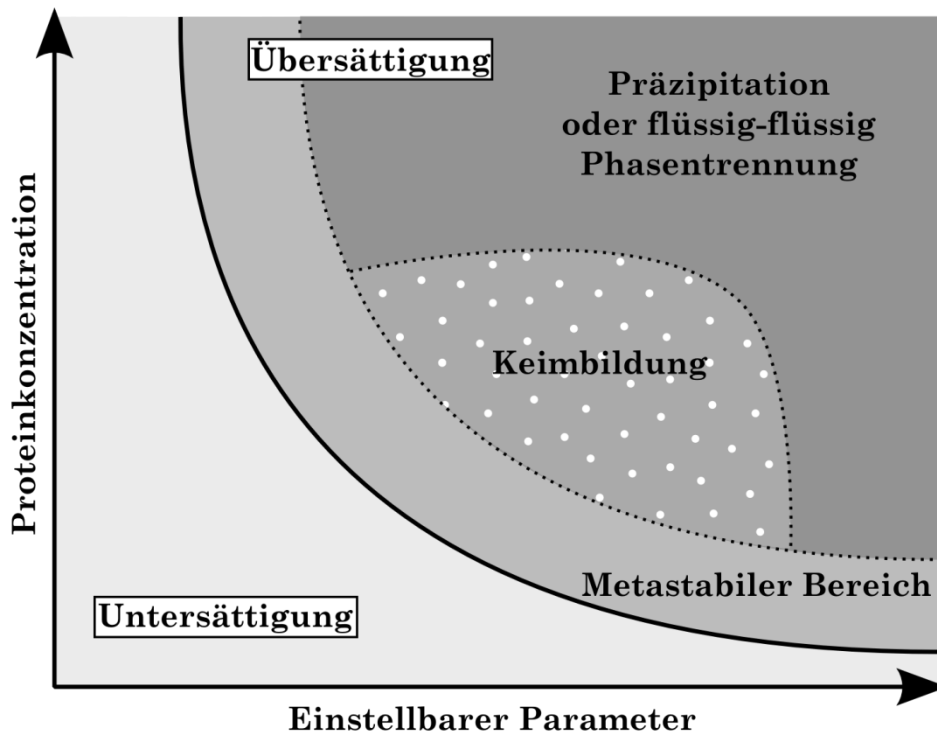 Übersättigung
Präzipitation
oder flüssig-flüssig
Phasentrennung
Proteinkonzentration
Keimbildung
Metastabiler Bereich
Untersättigung
Einstellbarer Parameter